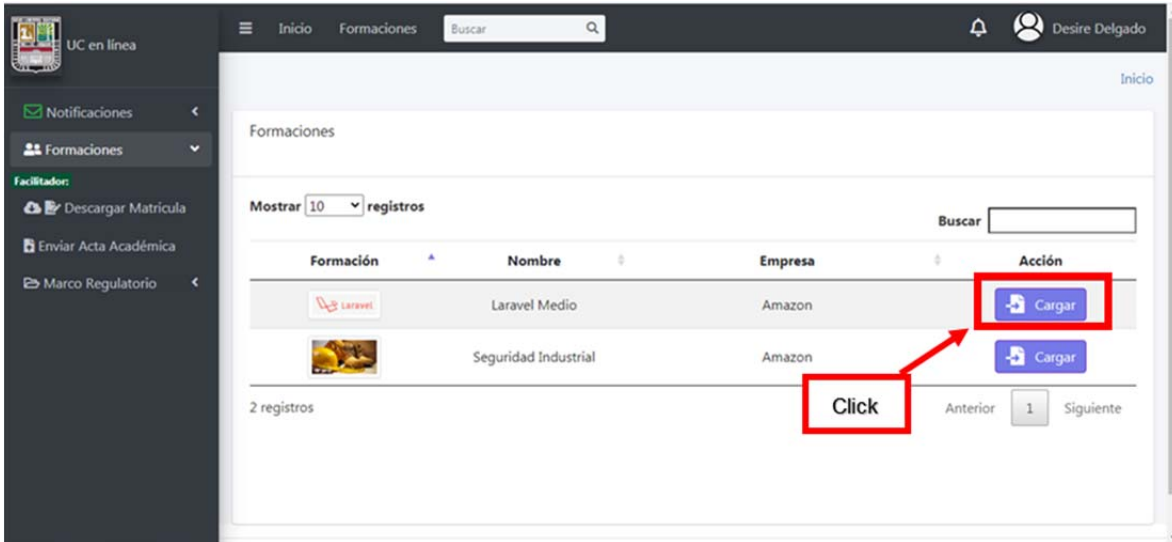 UC en línea
Inicio Formaciones Buscar Desire Delgado
Inicio
Notificaciones
Formaciones
Facilitador:
Descargar Matricula
Enviar Acta Académica
Marco Regulatorio
Formaciones
Mostrar 10 registros
Buscar
Formación Nombre Empresa Acción
Laravel Laravel Medio Amazon Cargar
Seguridad Industrial Amazon Cargar
Click
2 registros Anterior 1 Siguiente